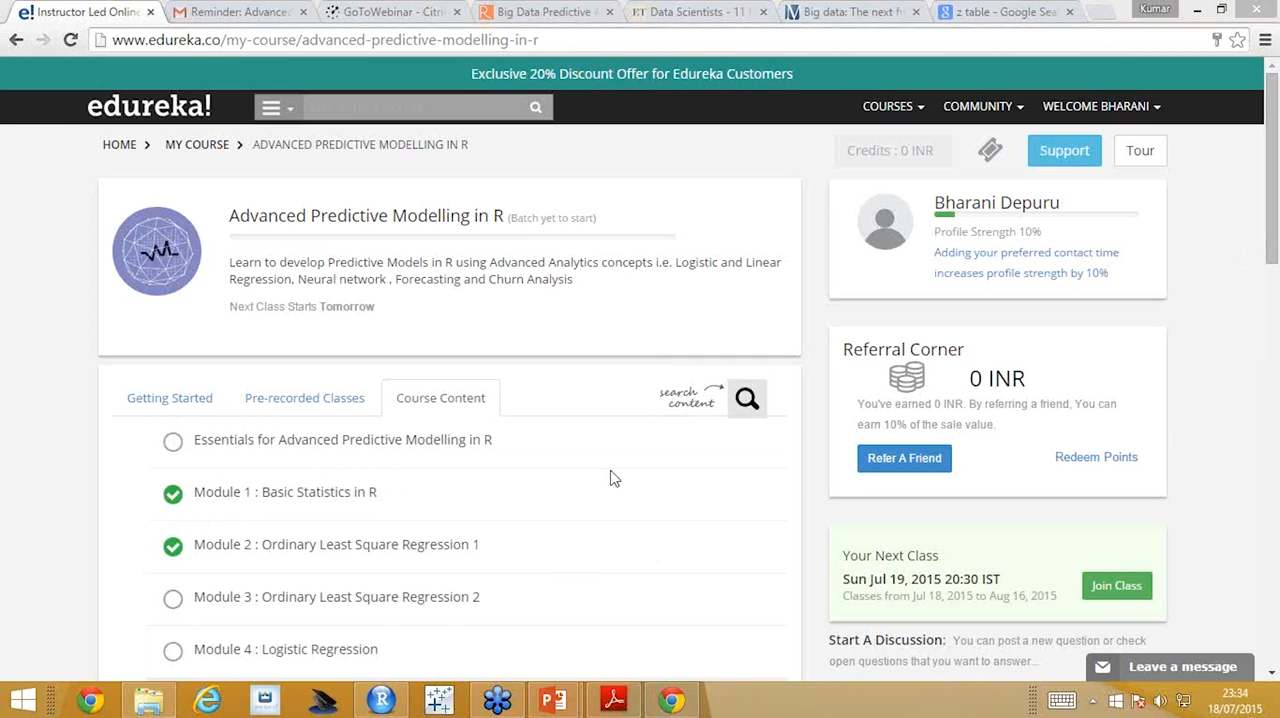 Instructor Led Online
Reminder: Advanced
GoToWebinar - Citri
Big Data Predictive A
Data Scientists - 11 I
Big data: The next f
z table - Google Sea
Kumar
www.edureka.co/my-course/advanced-predictive-modelling-in-r
Exclusive 20% Discount Offer for Edureka Customers
edureka!
COURSES
COMMUNITY
WELCOME BHARANI
HOME
MY COURSE
ADVANCED PREDICTIVE MODELLING IN R
Credits : 0 INR
Support
Tour
Advanced Predictive Modelling in R (Batch yet to start)
Learn to develop Predictive Models in R using Advanced Analytics concepts i.e. Logistic and Linear
Regression, Neural network , Forecasting and Churn Analysis
Next Class Starts Tomorrow
Bharani Depuru
Profile Strength 10%
Adding your preferred contact time
increases profile strength by 10%
Referral Corner
0 INR
You've earned 0 INR. By referring a friend, You can
earn 10% of the sale value.
Refer A Friend
Redeem Points
Getting Started
Pre-recorded Classes
Course Content
search
content
Essentials for Advanced Predictive Modelling in R
Module 1 : Basic Statistics in R
Module 2 : Ordinary Least Square Regression 1
Module 3 : Ordinary Least Square Regression 2
Module 4 : Logistic Regression
Your Next Class
Sun Jul 19, 2015 20:30 IST
Classes from Jul 18, 2015 to Aug 16, 2015
Join Class
Start A Discussion: You can post a new question or check
open questions that you want to answer...
Leave a message
23:34
18/07/2015